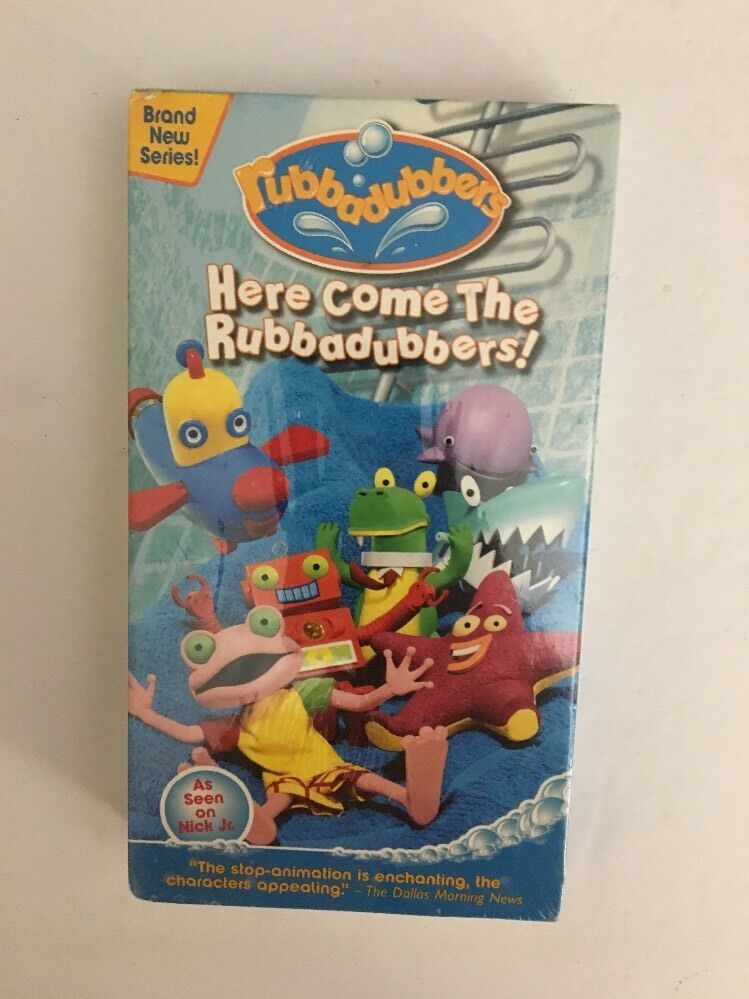 Brand
New
Series!
rubbadubbers
Here Come The
Rubbadubbers!
As
Seen
on
Nick Jr.
"The stop-animation is enchanting, the
characters appealing." – The Dallas Morning News